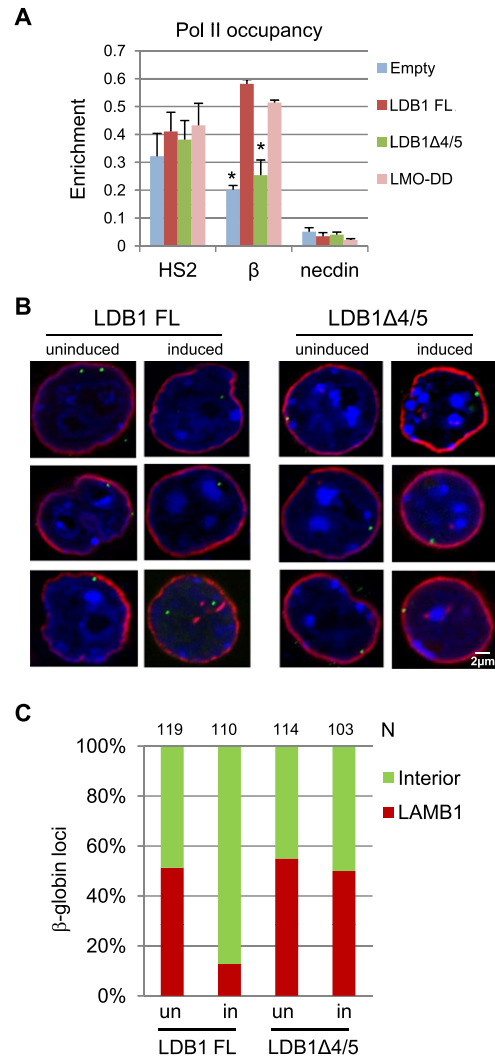 A
Pol II occupancy
0.7
0.6
0.5
0.4
0.3
0.2
0.1
0
Enrichment
* *
HS2 β necdin
Empty
LDB1 FL
LDB1Δ4/5
LMO-DD
B
LDB1 FL LDB1Δ4/5
uninduced induced uninduced induced
2µm
C
119 110 114 103 N
100%
80%
60%
40%
20%
0%
β-globin loci
Interior
LAMB1
un in un in
LDB1 FL LDB1Δ4/5